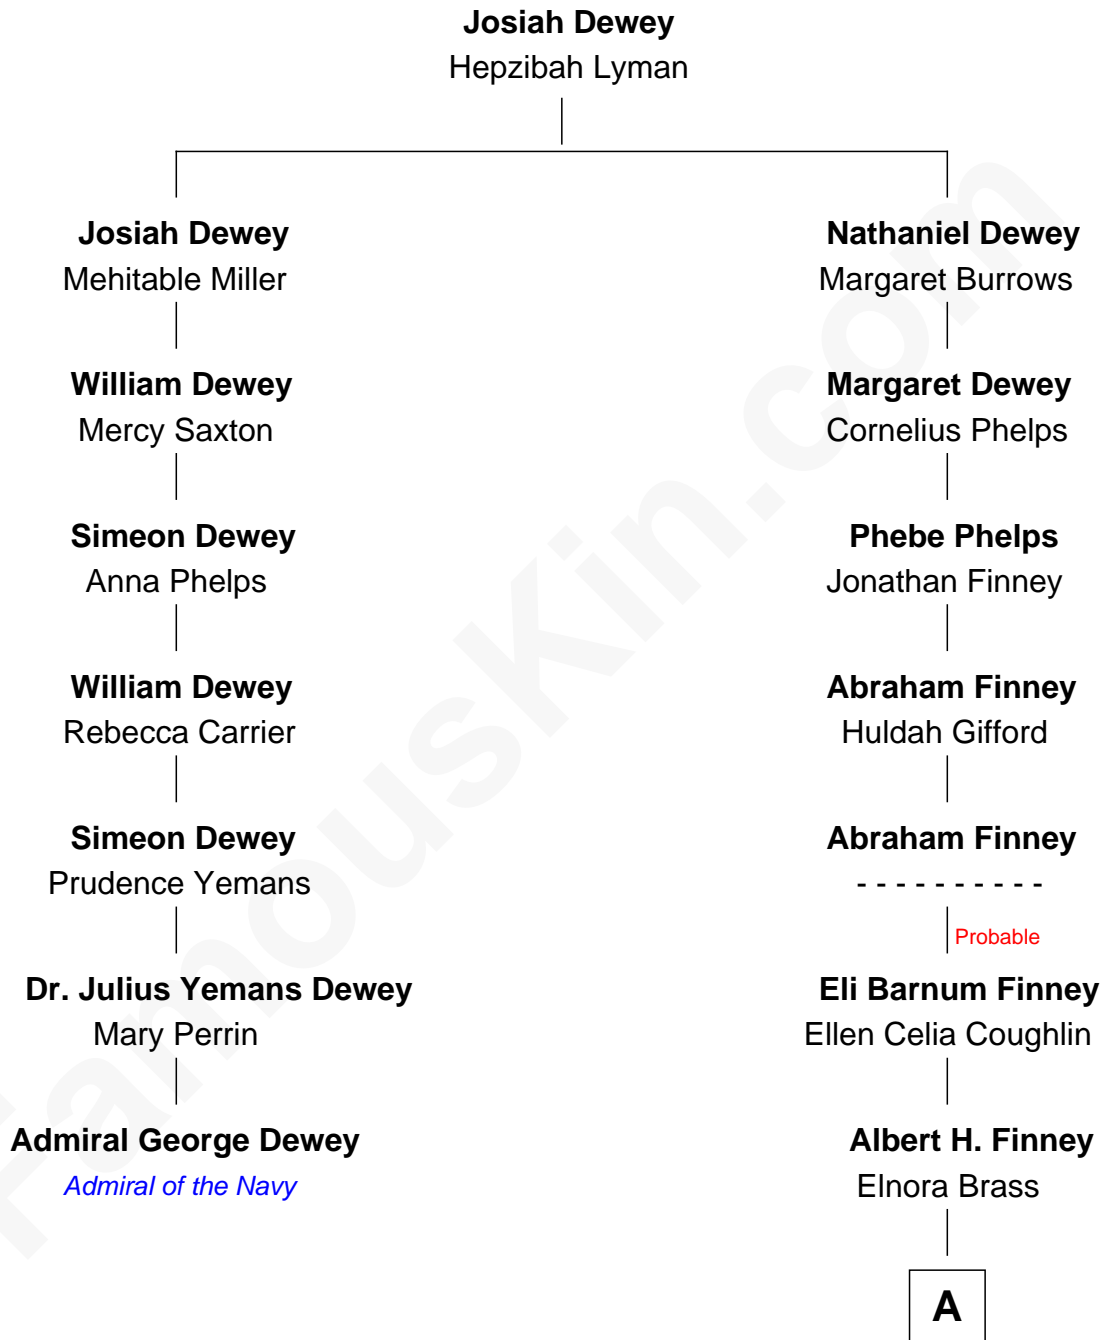 Josiah Dewey
Hepzibah Lyman
Josiah Dewey
Mehitable Miller
Nathaniel Dewey
Margaret Burrows
William Dewey
Mercy Saxton
Margaret Dewey
Cornelius Phelps
Simeon Dewey
Anna Phelps
Phebe Phelps
Jonathan Finney
William Dewey
Rebecca Carrier
Abraham Finney
Huldah Gifford
Simeon Dewey
Prudence Yemans
Abraham Finney
- - - - - - - - - -
Probable
Dr. Julius Yemans Dewey
Mary Perrin
Eli Barnum Finney
Ellen Celia Coughlin
Admiral George Dewey
Admiral of the Navy
Albert H. Finney
Elnora Brass
A
FamousKin.com